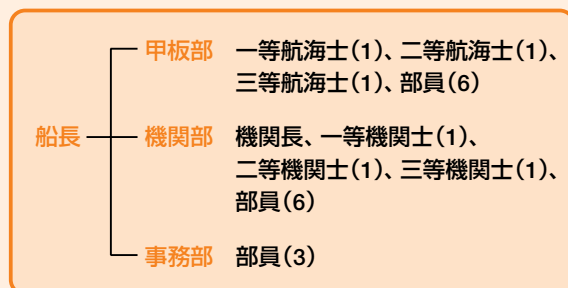 甲板部 一等航海士(1)、二等航海士(1)、
三等航海士(1)、部員(6)
船長 機関部 機関長、一等機関士(1)、
二等機関士(1)、三等機関士(1)、
部員(6)
事務部 部員(3)